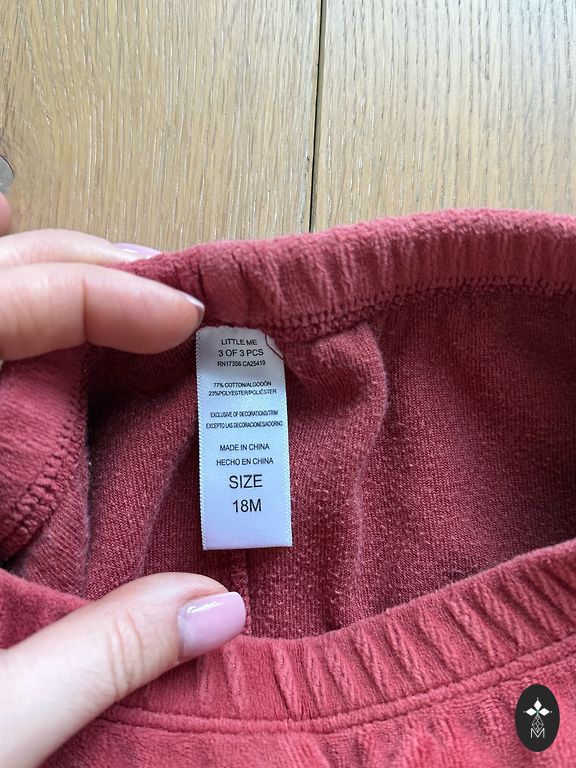 LITTLE ME
3 OF 3 PCS
RN17356 CA25419
77% COTTON/ALGODÓN
23%POLYESTER/POLIÉSTER
EXCLUSIVE OF DECORATIONS/TRIM
EXCEPTO LAS DECORACIONES/ADORNO
MADE IN CHINA
HECHO EN CHINA
SIZE
18M
M